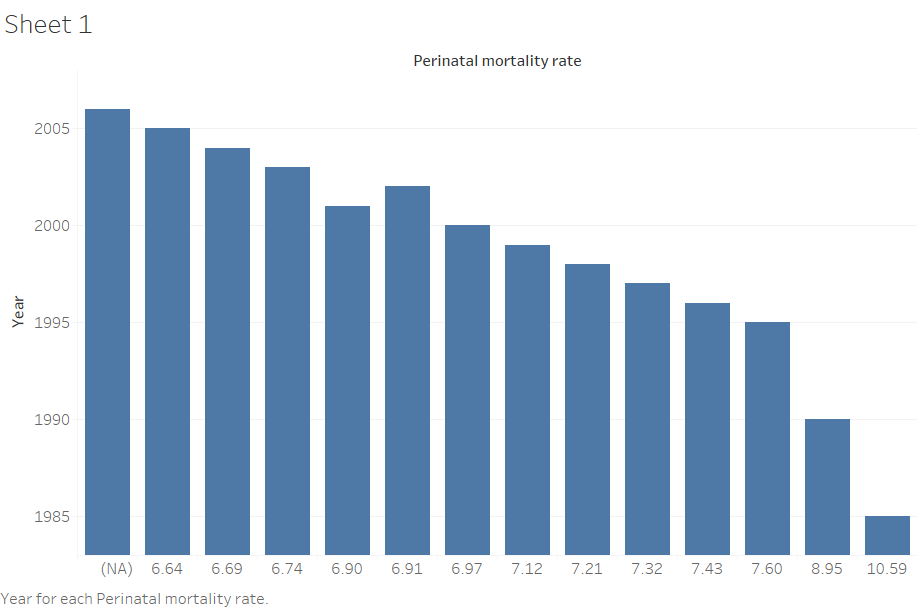 Sheet 1
Perinatal mortality rate
2005
2000
1995
1990
1985
Year
(NA) 6.64 6.69 6.74 6.90 6.91 6.97 7.12 7.21 7.32 7.43 7.60 8.95 10.59
Year for each Perinatal mortality rate.